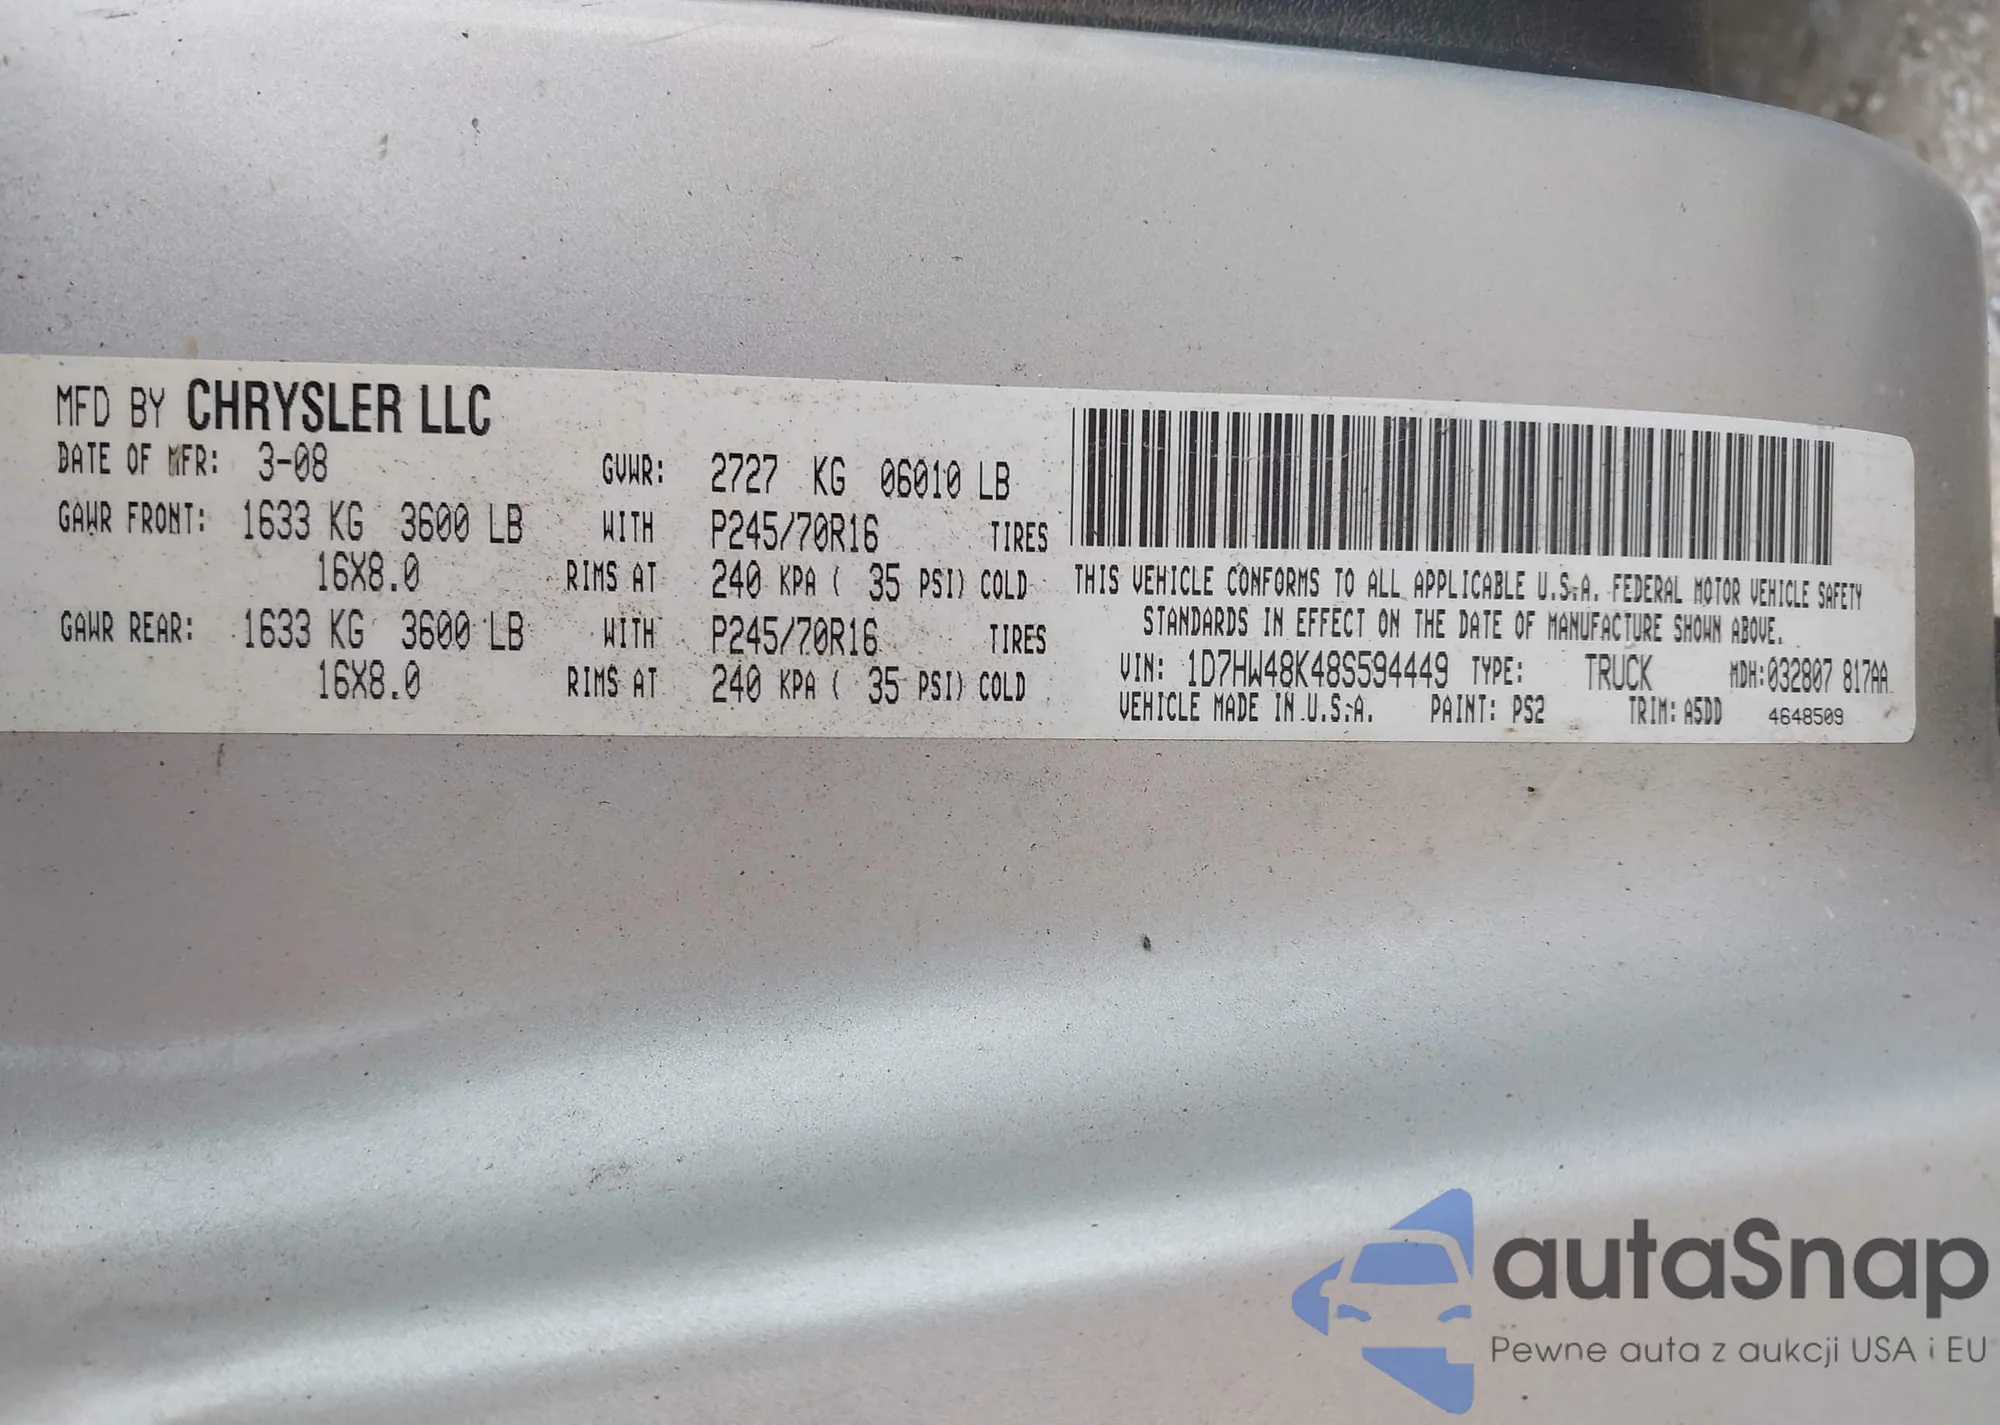 MFD BY CHRYSLER LLC
DATE OF MFR: 3-08 GVWR: 2727 KG 06010 LB
GAWR FRONT: 1633 KG 3600 LB WITH P245/70R16 TIRES
16X8.0 RIMS AT 240 KPA ( 35 PSI) COLD
GAWR REAR: 1633 KG 3600 LB WITH P245/70R16 TIRES
16X8.0 RIMS AT 240 KPA ( 35 PSI) COLD
THIS VEHICLE CONFORMS TO ALL APPLICABLE U.S.A. FEDERAL MOTOR VEHICLE SAFETY
STANDARDS IN EFFECT ON THE DATE OF MANUFACTURE SHOWN ABOVE.
VIN: 1D7HW48K48S594449 TYPE: TRUCK MDH:032807 817AA
VEHICLE MADE IN U.S.A. PAINT: PS2 TRIM: A5DD 4648509
autaSnap
Pewne auta z aukcji USA i EU